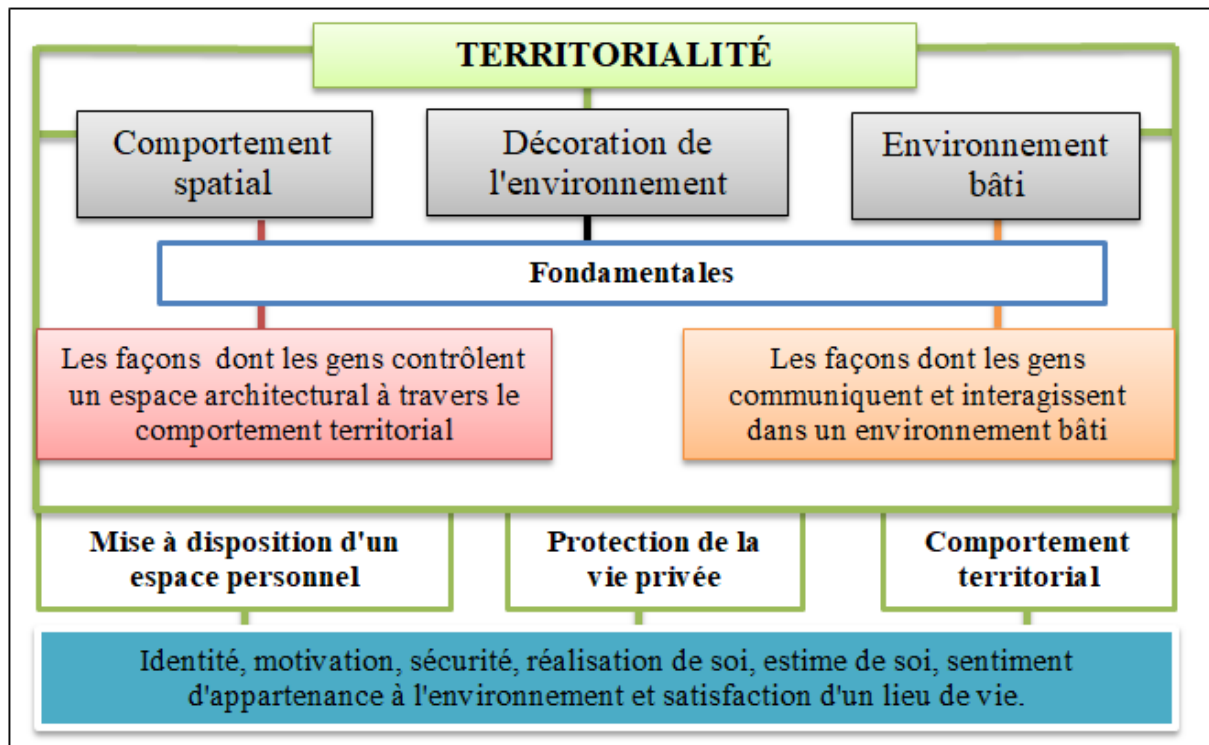 TERRITORIALITÉ
Comportement
spatial
Décoration de
l'environnement
Environnement
bâti
Fondamentales
Les façons dont les gens contrôlent
un espace architectural à travers le
comportement territorial
Les façons dont les gens
communiquent et interagissent
dans un environnement bâti
Mise à disposition d'un
espace personnel
Protection de la
vie privée
Comportement
territorial
Identité, motivation, sécurité, réalisation de soi, estime de soi, sentiment
d'appartenance à l'environnement et satisfaction d'un lieu de vie.